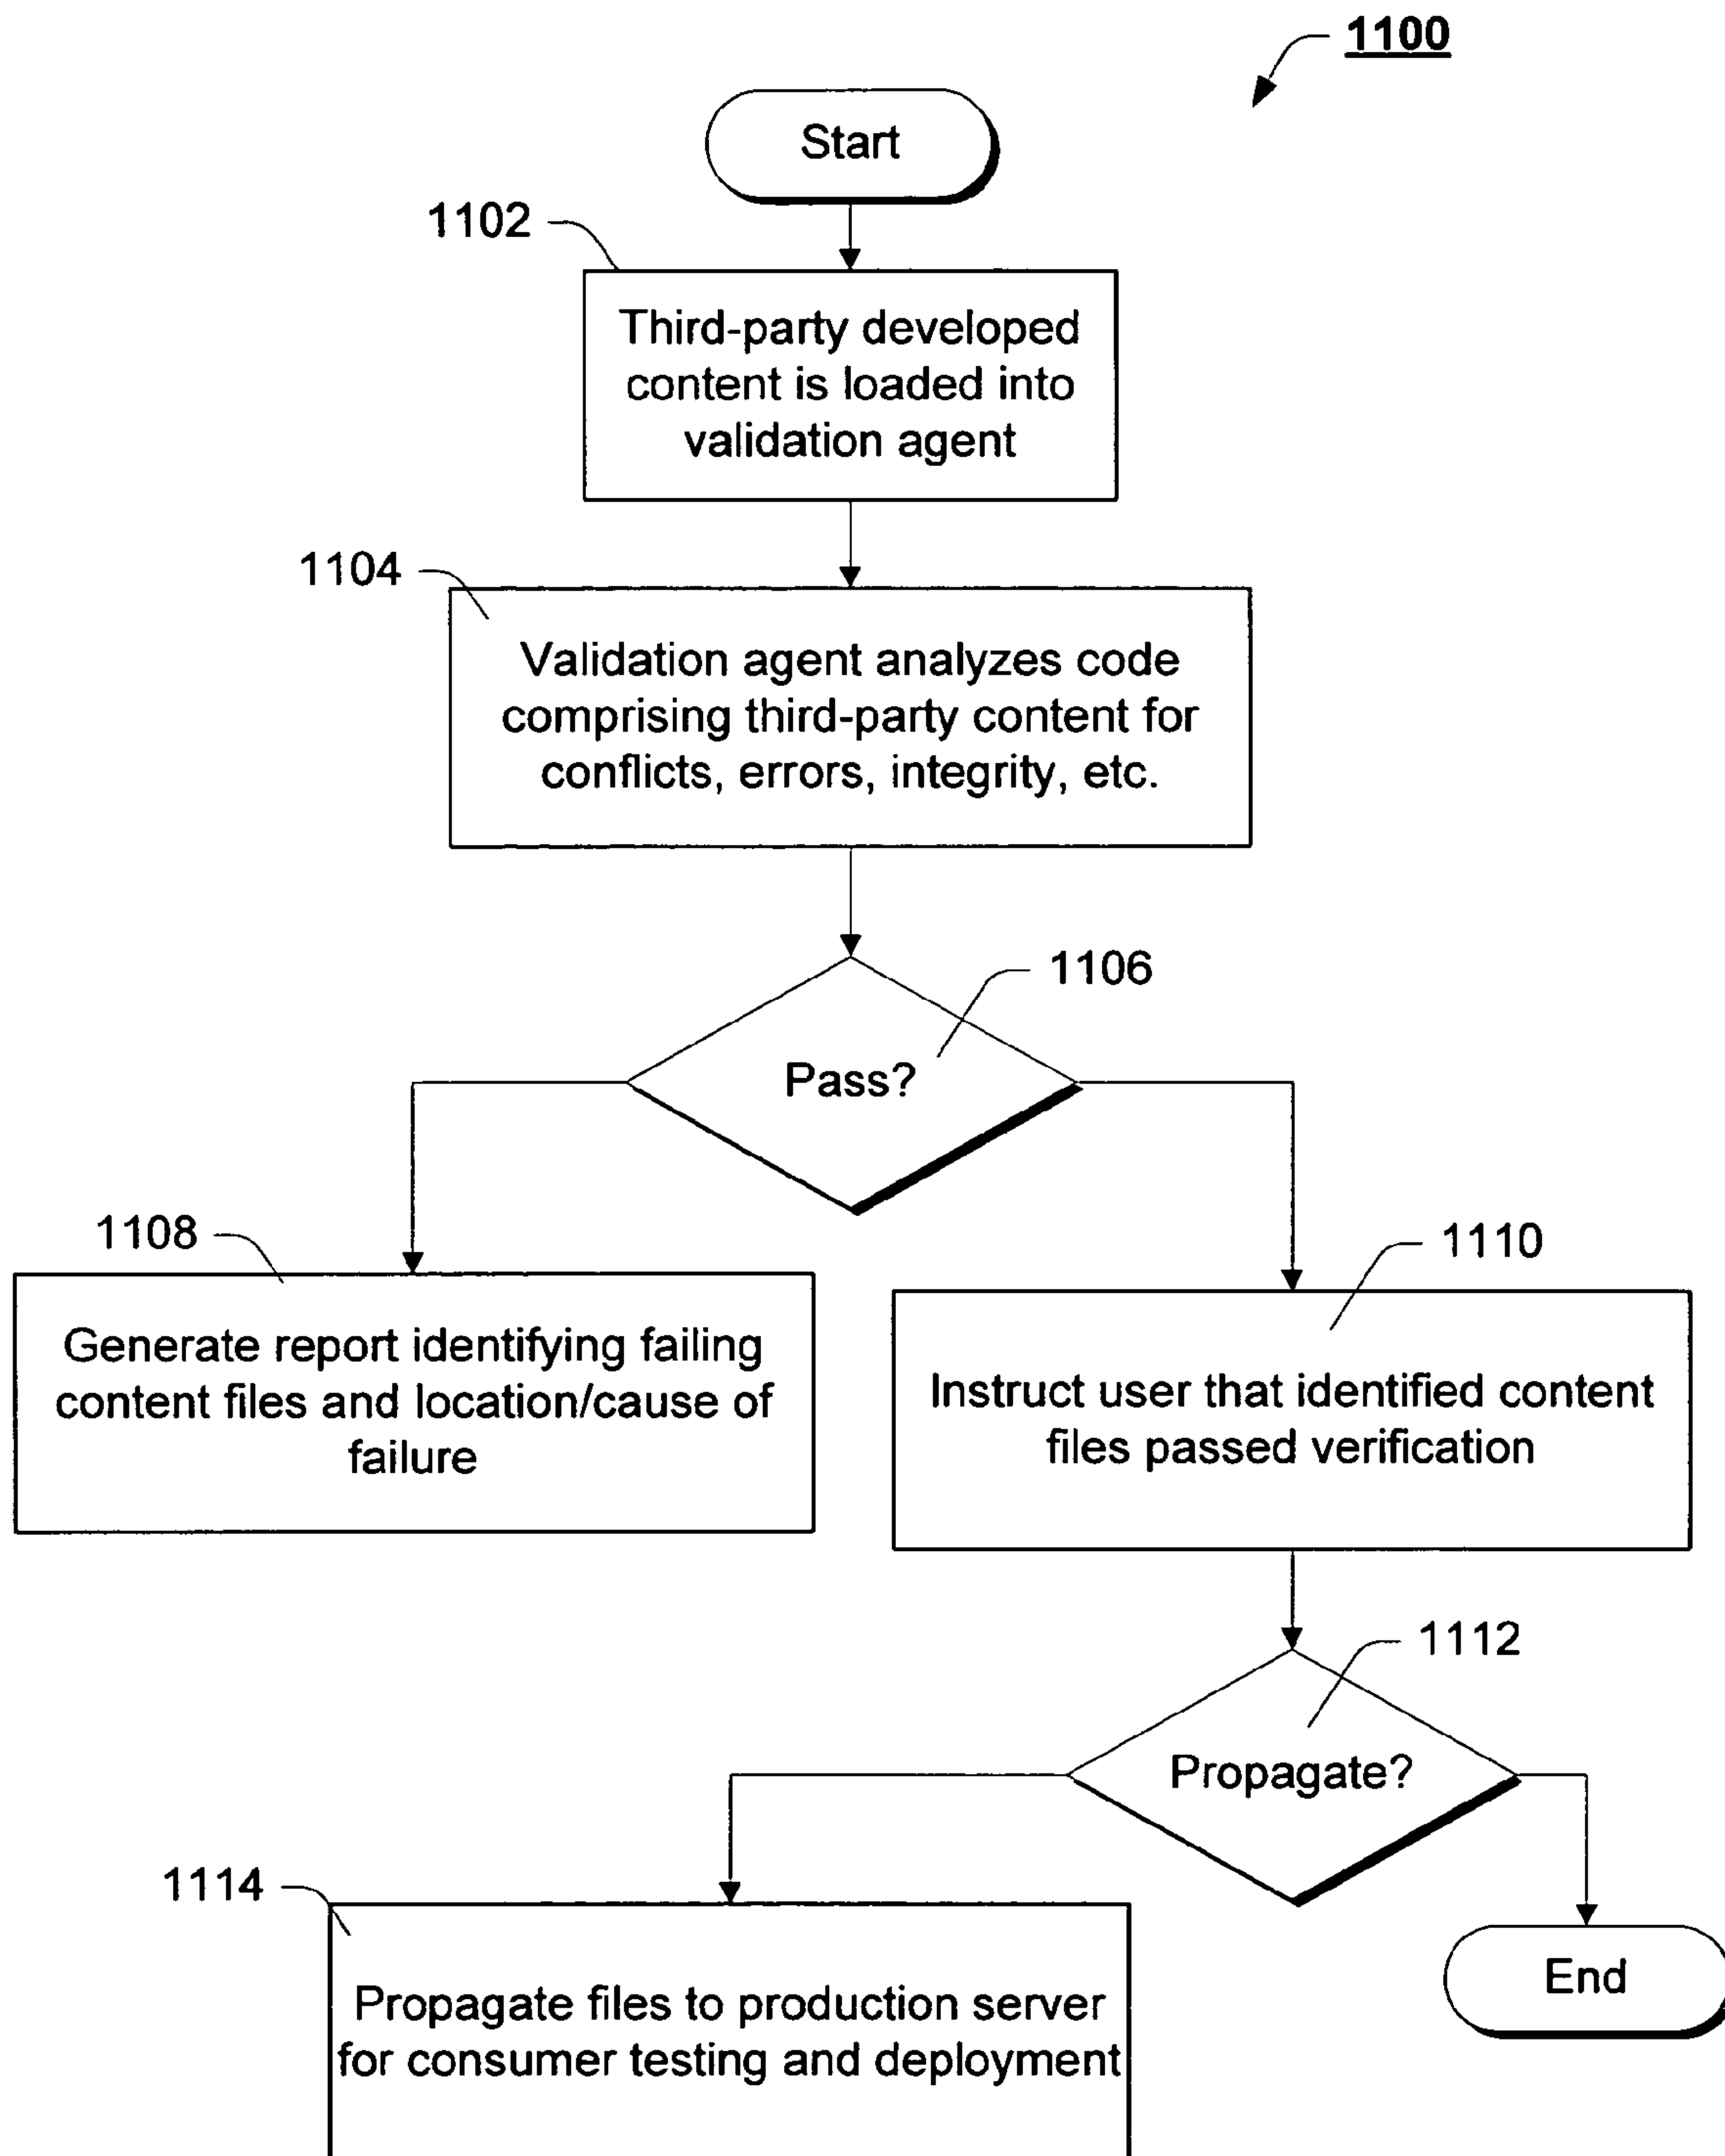 1100
Start
1102
Third-party developed
content is loaded into
validation agent
1104
Validation agent analyzes code
comprising third-party content for
conflicts, errors, integrity, etc.
1106
Pass?
1108
Generate report identifying failing
content files and location/cause of
failure
1110
Instruct user that identified content
files passed verification
1112
Propagate?
1114
Propagate files to production server
for consumer testing and deployment
End